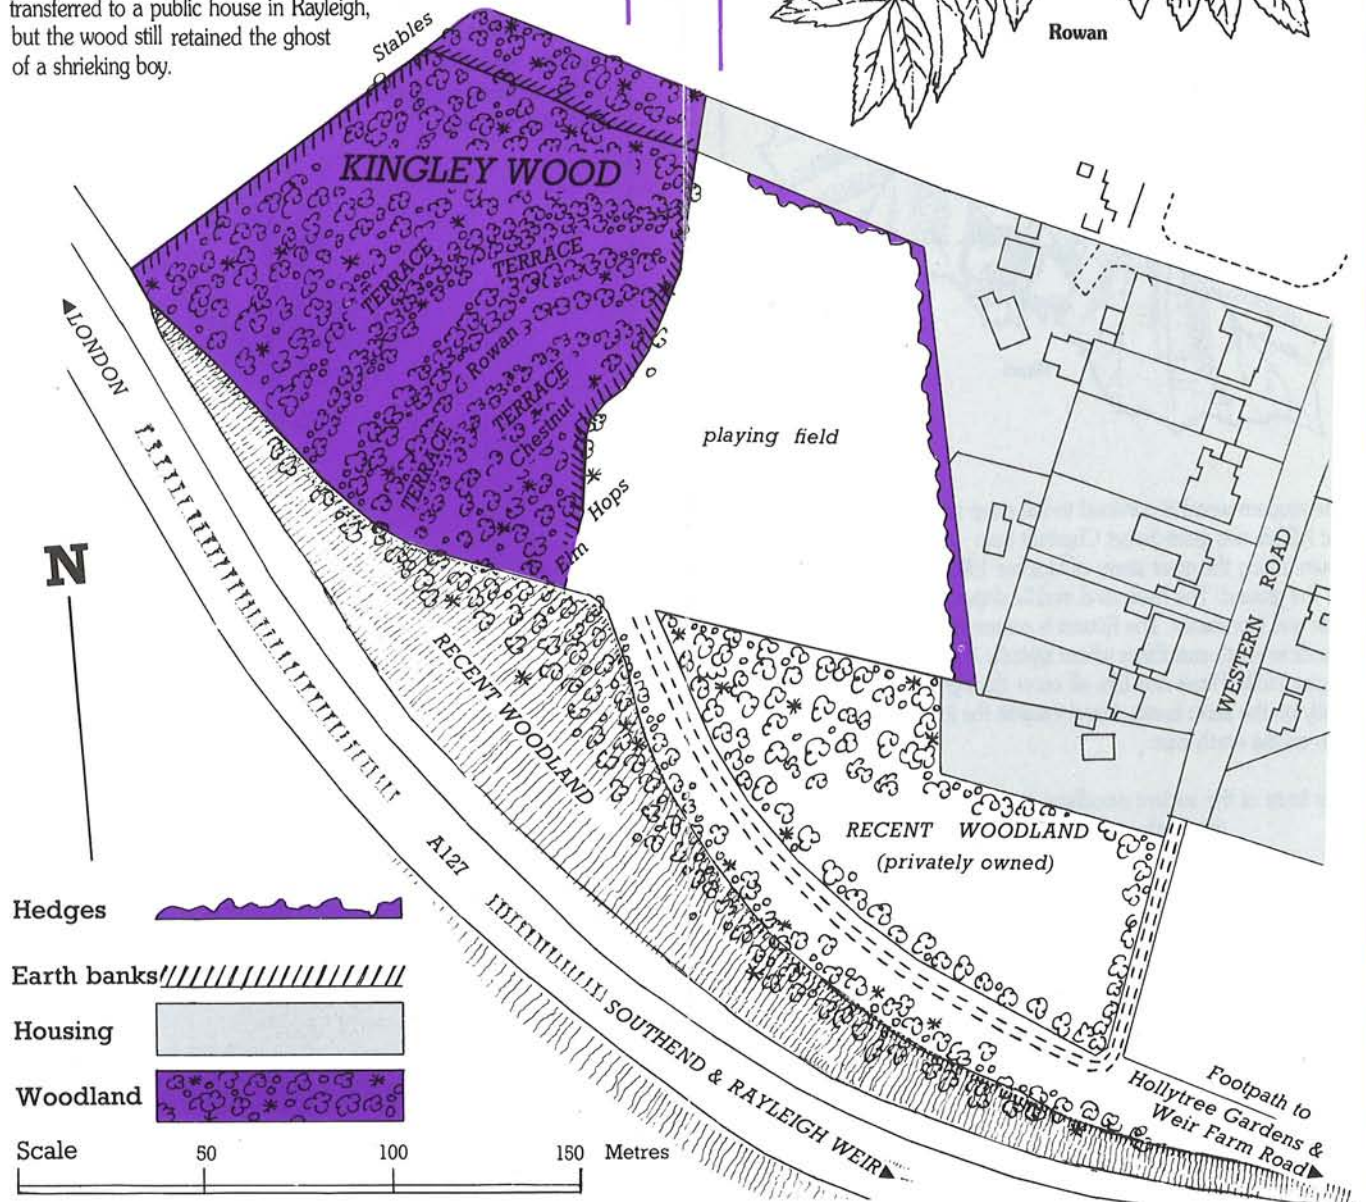 transferred to a public house in Rayleigh,
but the wood still retained the ghost
of a shrieking boy.
Rowan
Stables
KINGLEY WOOD
TERRACE
TERRACE
Rowan
TERRACE
Chestnut
TERRACE
Elm
Hops
playing field
LONDON
N
RECENT WOODLAND
WESTERN ROAD
RECENT WOODLAND
(privately owned)
A127
SOUTHEND & RAYLEIGH WEIR
Footpath to
Hollytree Gardens &
Weir Farm Road
Hedges
Earth banks
Housing
Woodland
Scale 50 100 150 Metres